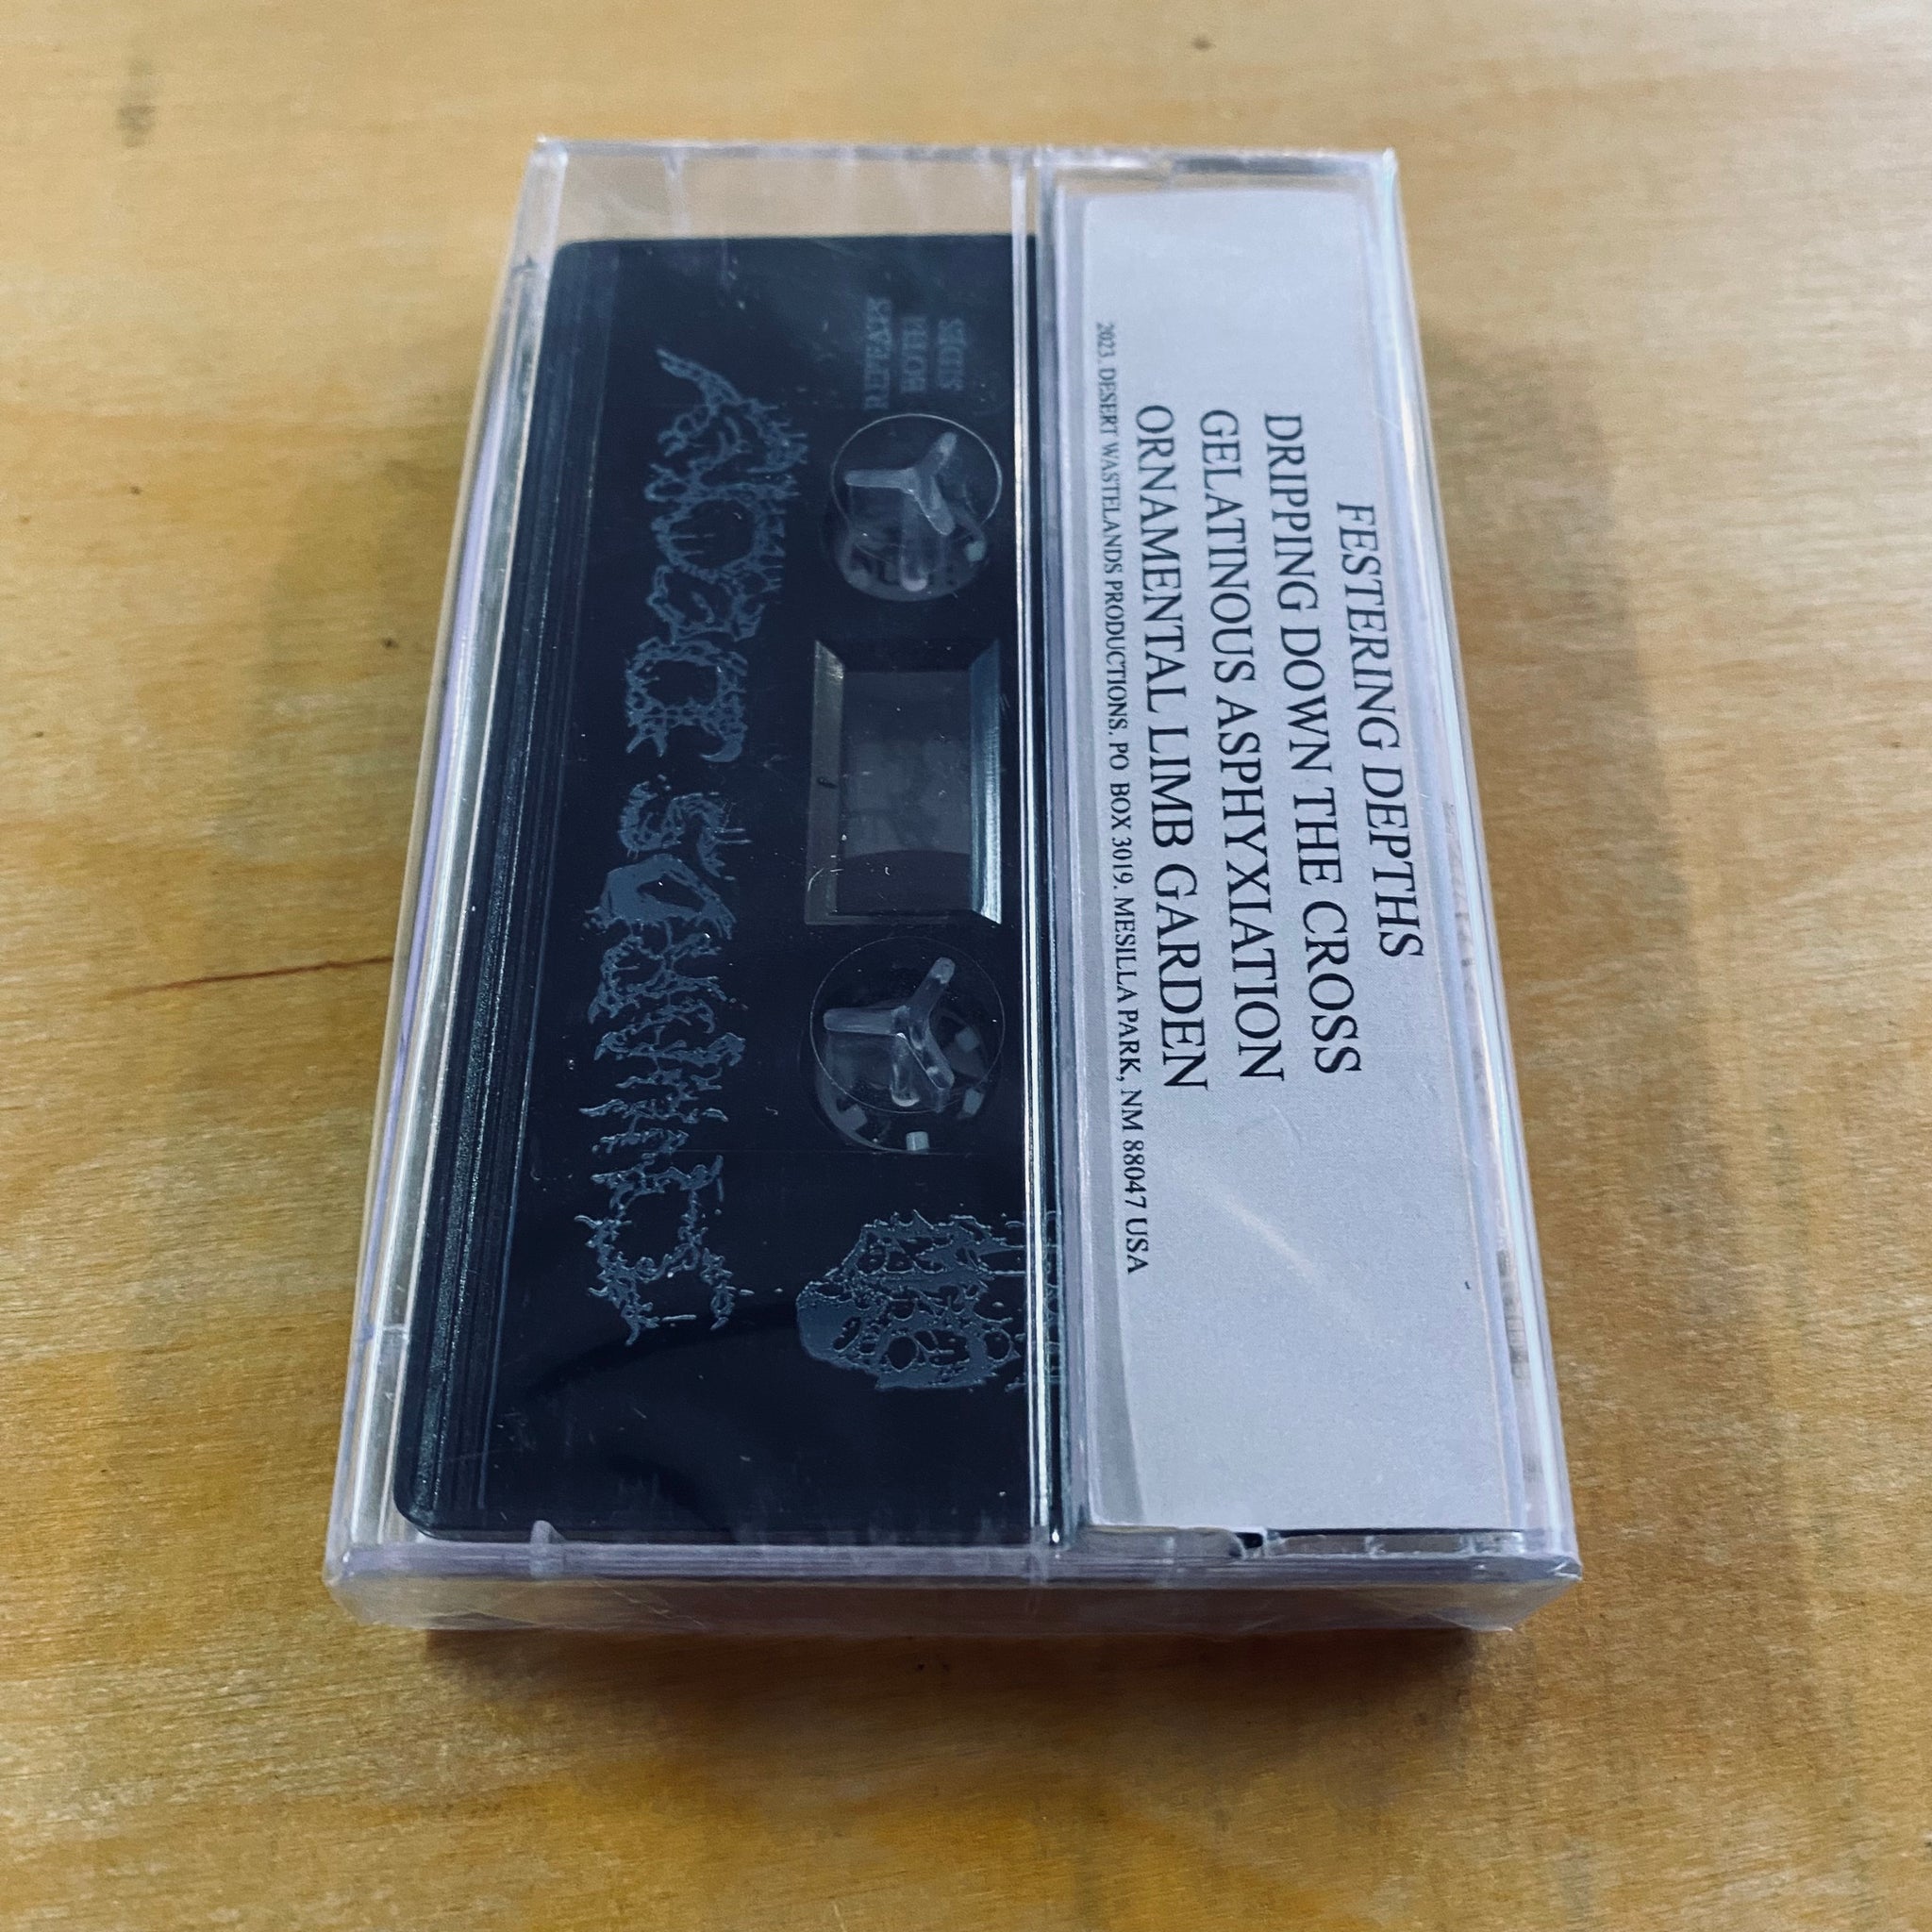 FESTERING DEPTHS
DRIPPING DOWN THE CROSS
GELATINOUS ASPHYXIATION
ORNAMENTAL LIMB GARDEN
2023. DESERT WASTELANDS PRODUCTIONS. PO BOX 3019. MESILLA PARK, NM 88047 USA
REPEATS
BOTH
SIDES